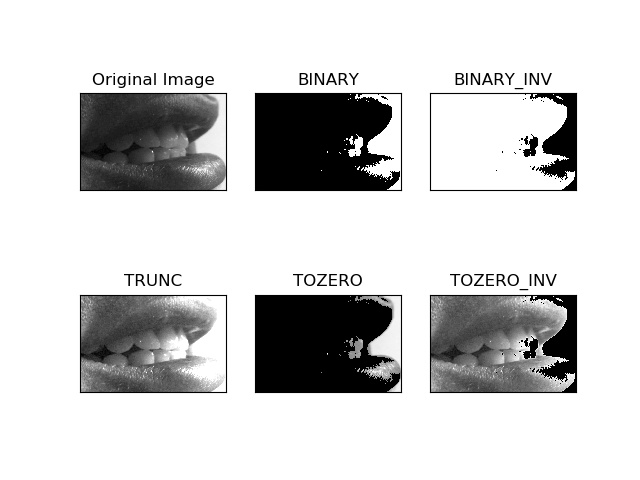 Original Image
BINARY
BINARY_INV
TRUNC
TOZERO
TOZERO_INV